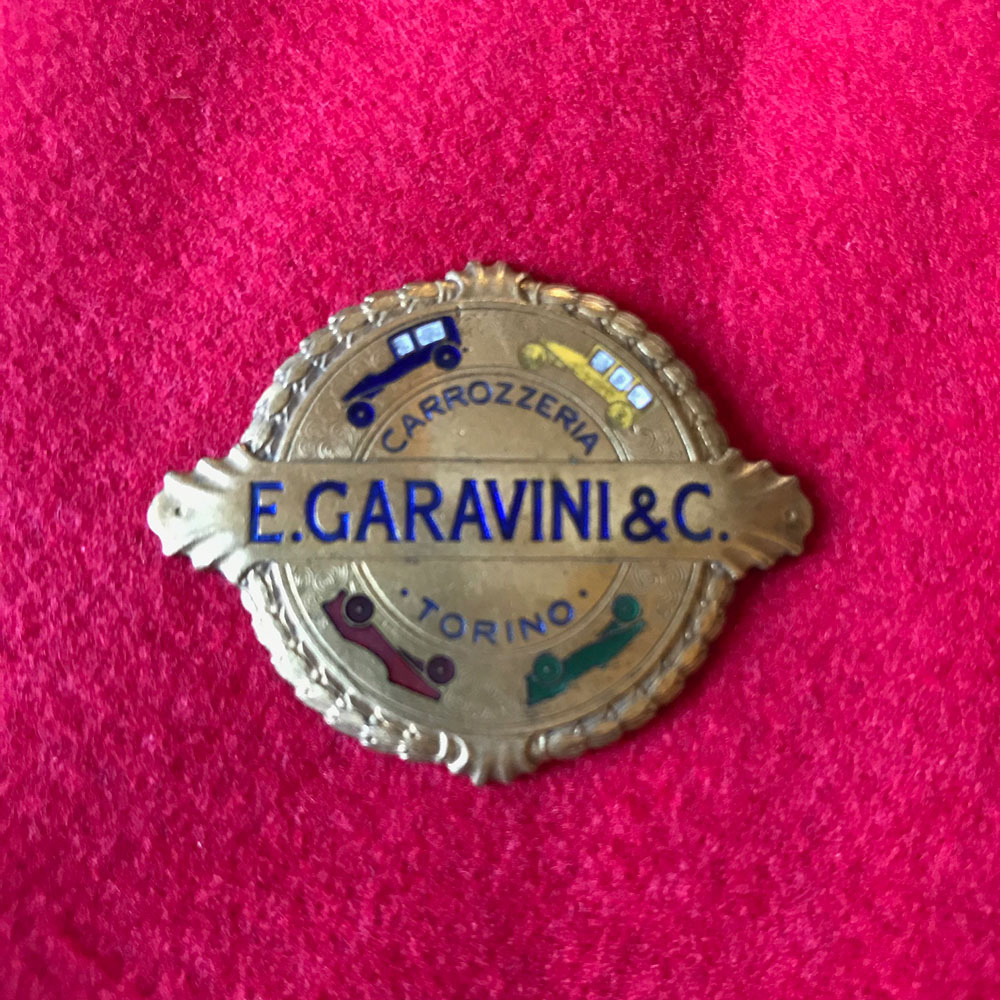 CARROZZERIA
E.GARAVINI & C.
· TORINO ·